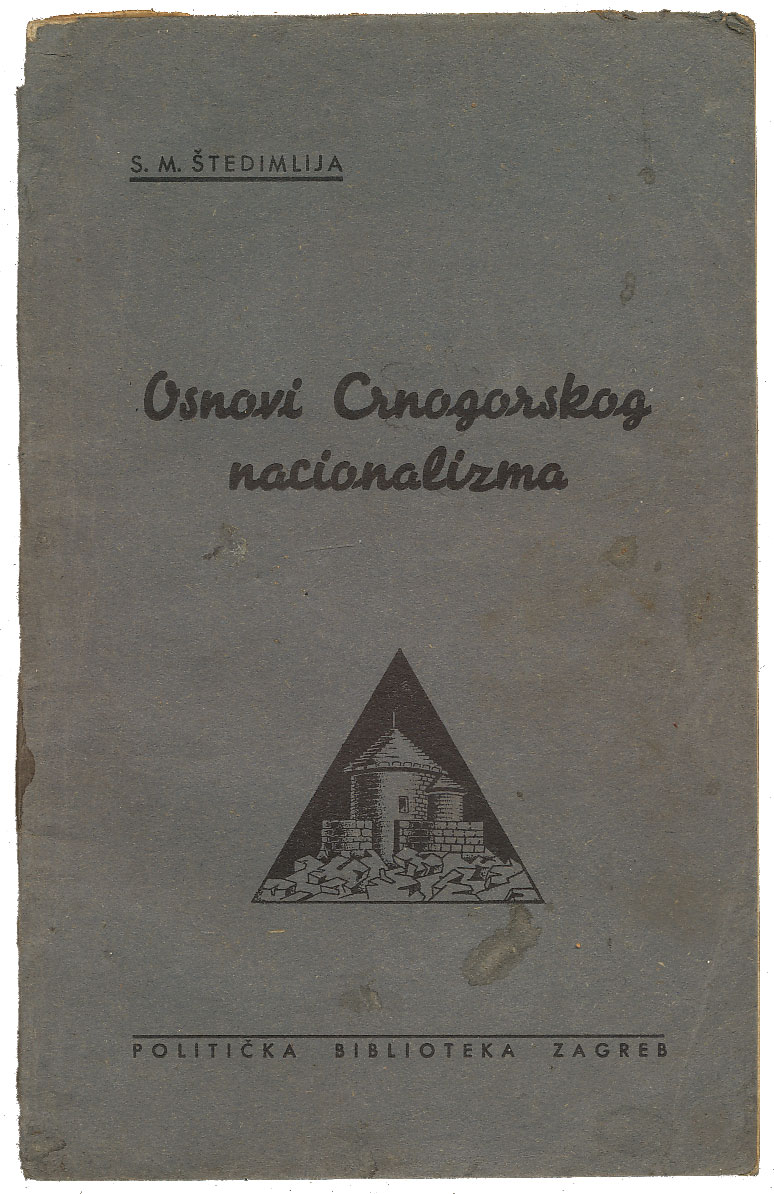 S. M. ŠTEDIMLIJA
Osnovi Crnogorskog
nacionalizma
POLITIČKA BIBLIOTEKA ZAGREB